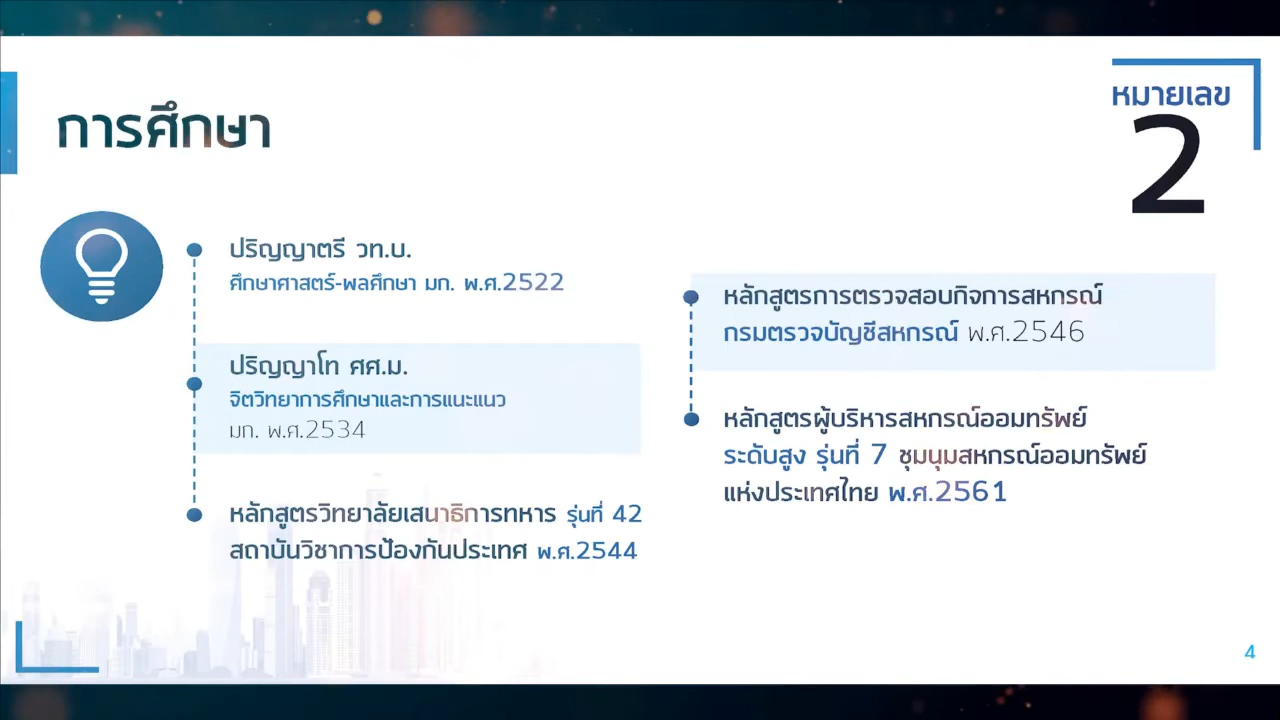 การศึกษา
หมายเลข
2
ปริญญาตรี วท.บ.
ศึกษาศาสตร์-พลศึกษา มก. พ.ศ.2522
ปริญญาโท ศศ.ม.
จิตวิทยาการศึกษาและการแนะแนว
มก. พ.ศ.2534
หลักสูตรวิทยาลัยเสนาธิการทหาร รุ่นที่ 42
สถาบันวิชาการป้องกันประเทศ พ.ศ.2544
หลักสูตรการตรวจสอบกิจการสหกรณ์
กรมตรวจบัญชีสหกรณ์ พ.ศ.2546
หลักสูตรผู้บริหารสหกรณ์ออมทรัพย์
ระดับสูง รุ่นที่ 7 ชุมนุมสหกรณ์ออมทรัพย์
แห่งประเทศไทย พ.ศ.2561
4